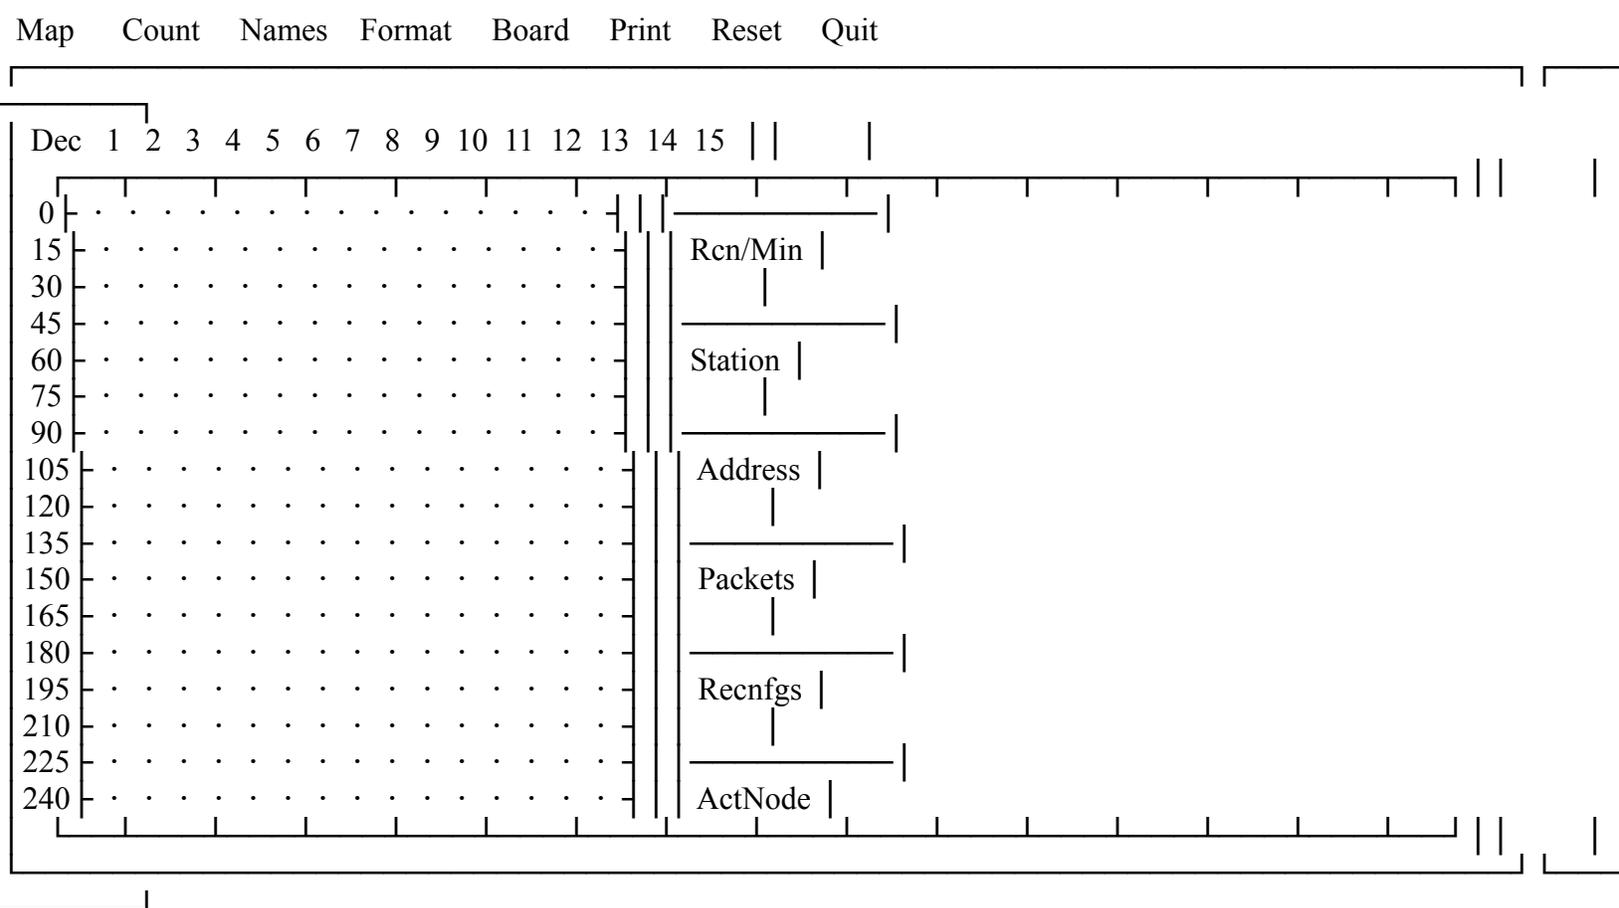 Map Count Names Format Board Print Reset Quit
Dec 1 2 3 4 5 6 7 8 9 10 11 12 13 14 15
0
15 Rcn/Min
30
45
60 Station
75
90
105 Address
120
135
150 Packets
165
180
195 Recnfgs
210
225
240 ActNode